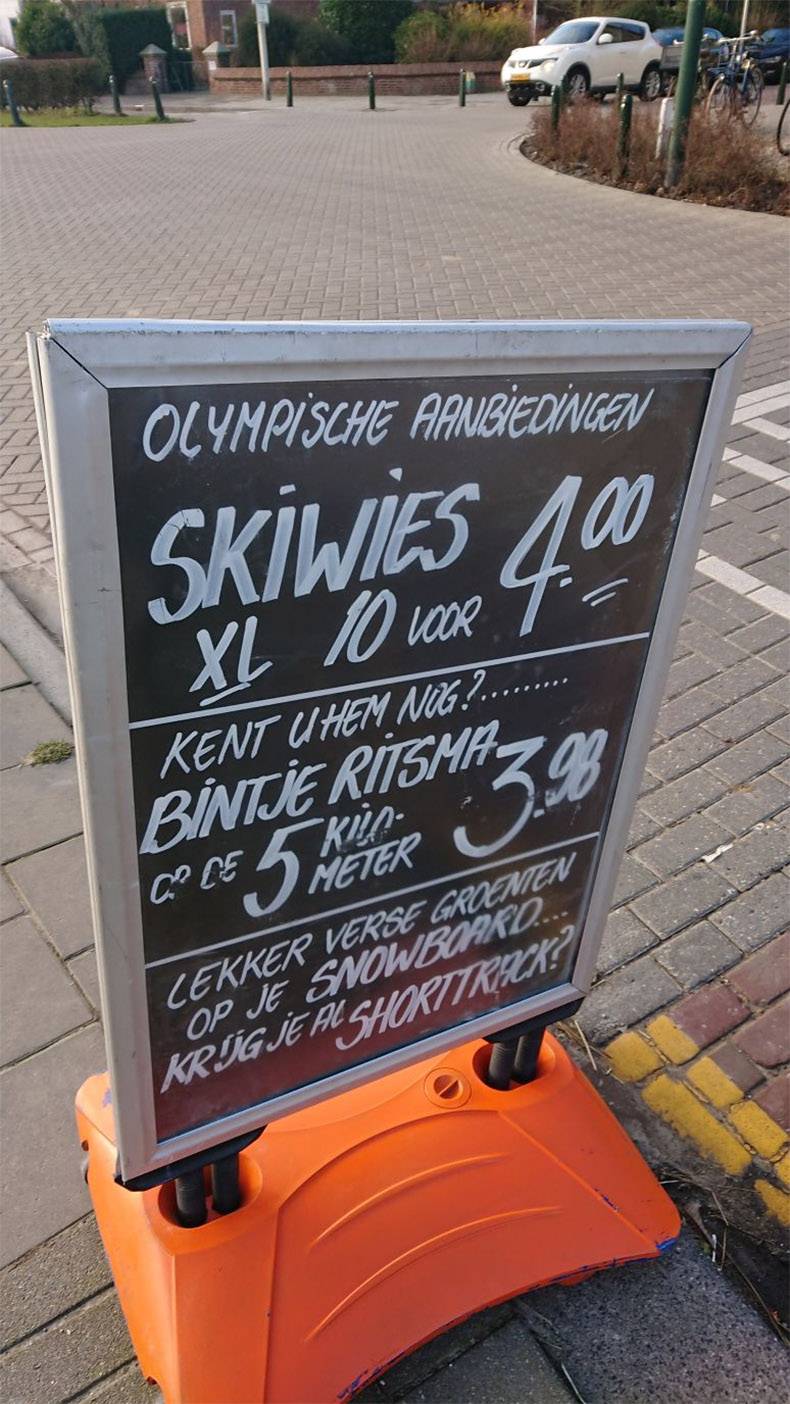 OLYMPISCHE AANBIEDINGEN
SKIWIES 4.00
XL 10 VOOR
KENT U HEM NOG?.........
BINTJE RITSMA 3.98
OP DE 5 KILO-
METER
LEKKER VERSE GROENTEN
OP JE SNOWBOARD....
KRIJG JE AL SHORTTRACK?